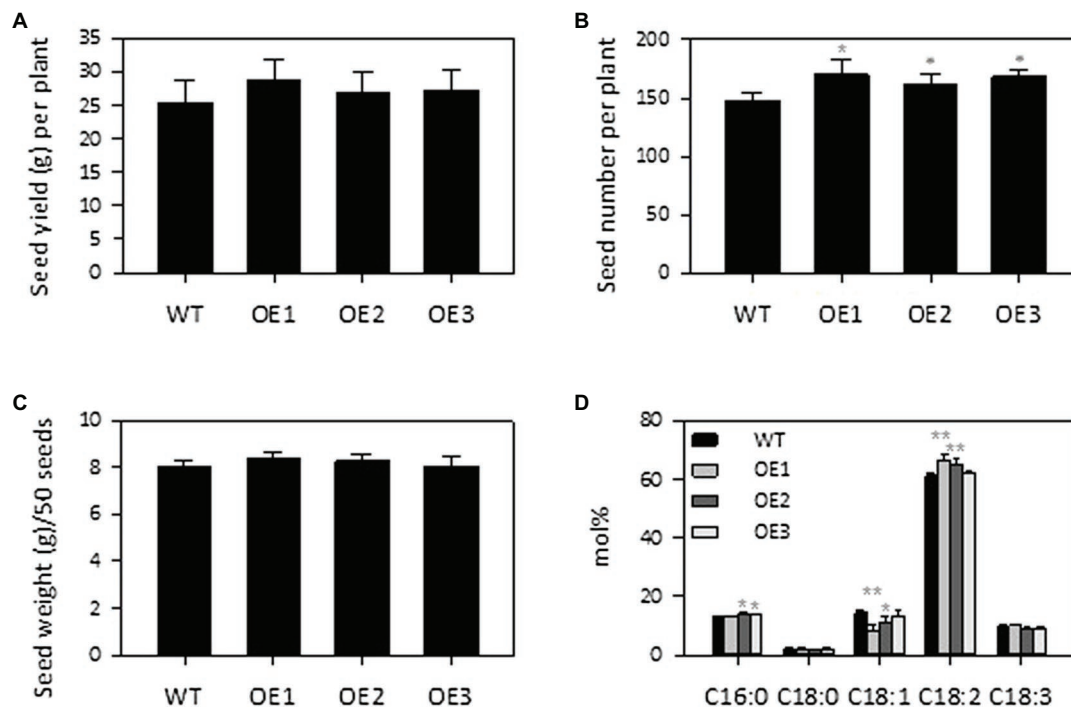 A
Seed yield (g) per plant
35
30
25
20
15
10
5
0
WT OE1 OE2 OE3
B
Seed number per plant
200
150
100
50
0
* * *
WT OE1 OE2 OE3
C
Seed weight (g)/50 seeds
10
8
6
4
2
0
WT OE1 OE2 OE3
D
mol%
80
60
40
20
0
WT
OE1
OE2
OE3
** **
** *
* *
C16:0 C18:0 C18:1 C18:2 C18:3